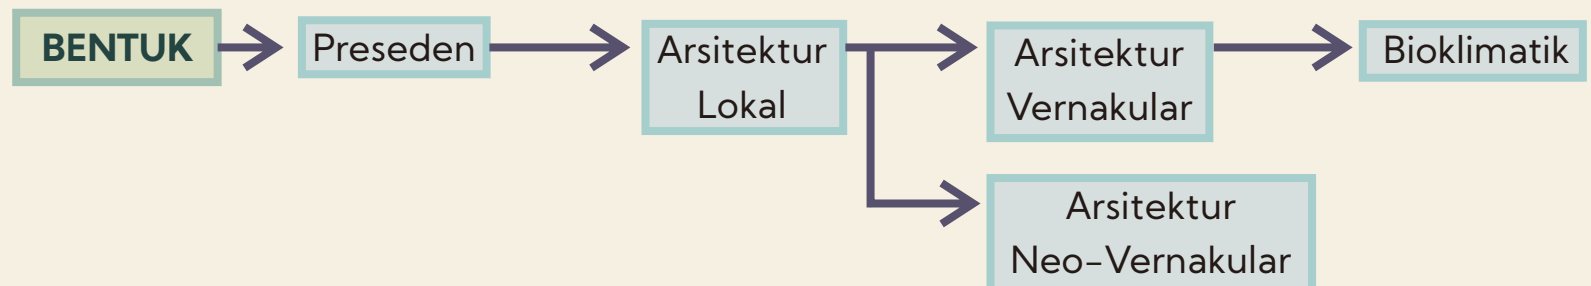 BENTUK
Preseden
Arsitektur
Lokal
Arsitektur
Vernakular
Bioklimatik
Arsitektur
Neo-Vernakular